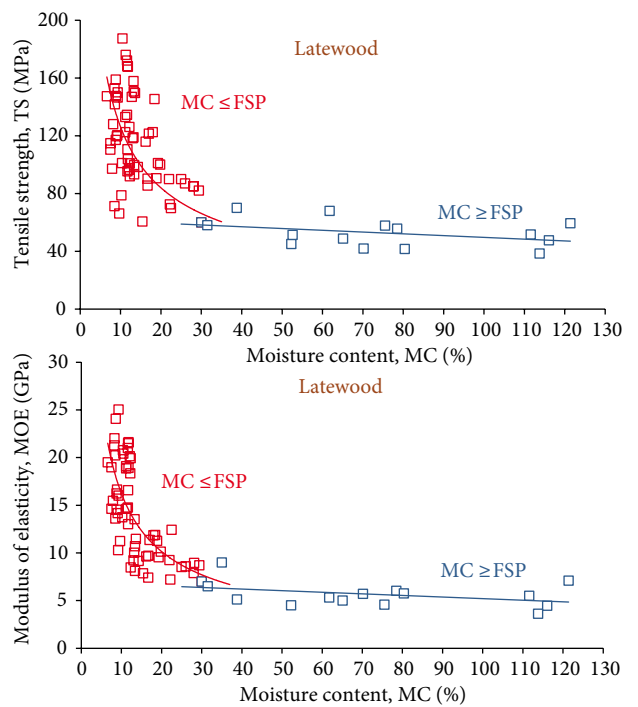 200
160
120
80
40
0
Tensile strength, TS (MPa)
Latewood
MC ≤ FSP
MC ≥ FSP
0 10 20 30 40 50 60 70 80 90 100 110 120 130
Moisture content, MC (%)
30
25
20
15
10
5
0
Modulus of elasticity, MOE (GPa)
Latewood
MC ≤ FSP
MC ≥ FSP
0 10 20 30 40 50 60 70 80 90 100 110 120 130
Moisture content, MC (%)